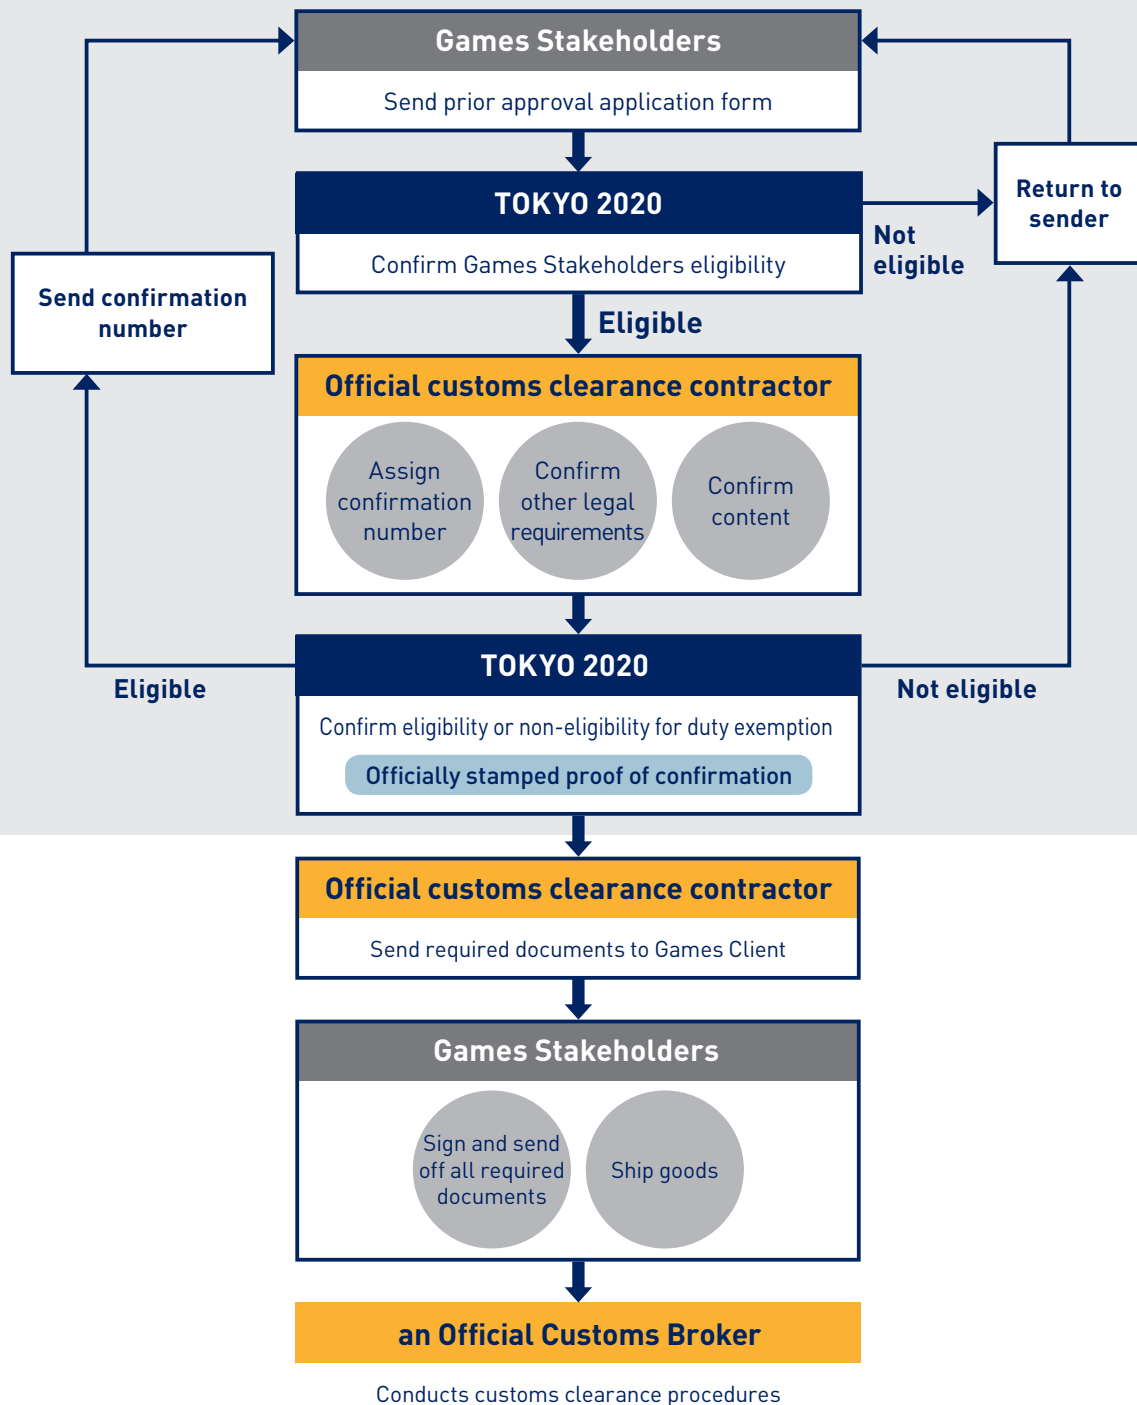 Games Stakeholders
Send prior approval application form
TOKYO 2020
Confirm Games Stakeholders eligibility
Not
eligible
Return to
sender
Send confirmation
number
Eligible
Official customs clearance contractor
Assign
confirmation
number
Confirm
other legal
requirements
Confirm
content
TOKYO 2020
Eligible
Not eligible
Confirm eligibility or non-eligibility for duty exemption
Officially stamped proof of confirmation
Official customs clearance contractor
Send required documents to Games Client
Games Stakeholders
Sign and send
off all required
documents
Ship goods
an Official Customs Broker
Conducts customs clearance procedures